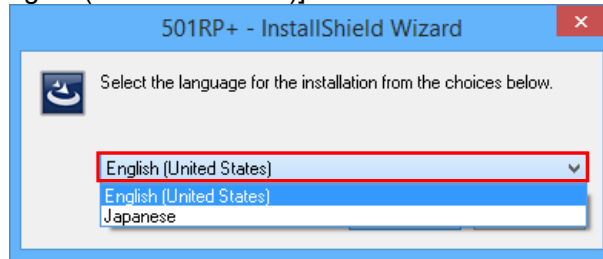 501RP+ - InstallShield Wizard
Select the language for the installation from the choices below.
English (United States)
English (United States)
Japanese